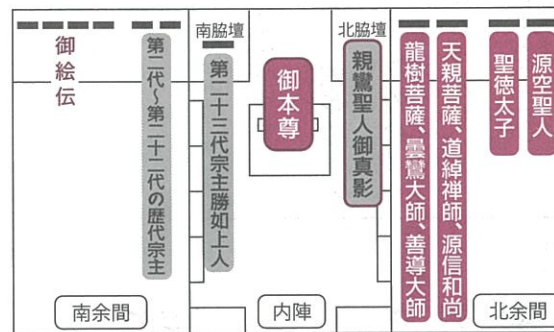 源空聖人
聖徳太子
天親菩薩、道綽禅師、源信和尚
龍樹菩薩、曇鸞大師、善導大師
北余間
北脇壇
親鸞聖人御真影
御本尊
内陣
南脇壇
第二十三代宗主勝如上人
第二代〜第二十二代の歴代宗主
御絵伝
南余間